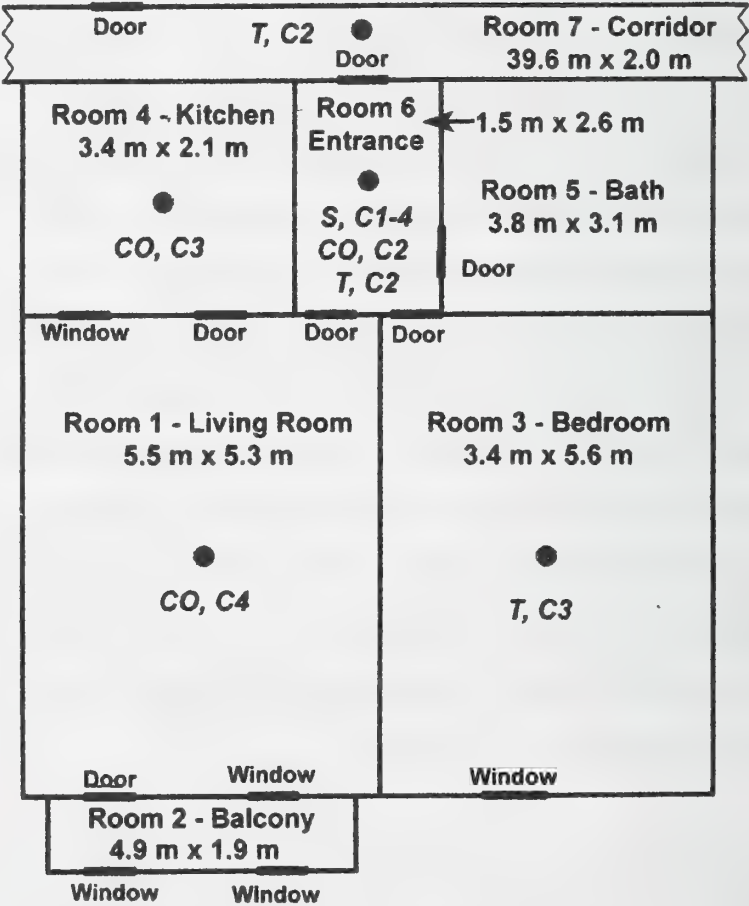 Door
T, C2
Room 7 - Corridor
39.6 m x 2.0 m
Door
Room 4 - Kitchen
3.4 m x 2.1 m
CO, C3
Room 6
Entrance
1.5 m x 2.6 m
S, C1-4
CO, C2
T, C2
Room 5 - Bath
3.8 m x 3.1 m
Door
Window
Door
Door
Door
Room 1 - Living Room
5.5 m x 5.3 m
CO, C4
Room 3 - Bedroom
3.4 m x 5.6 m
T, C3
Door
Window
Window
Room 2 - Balcony
4.9 m x 1.9 m
Window
Window